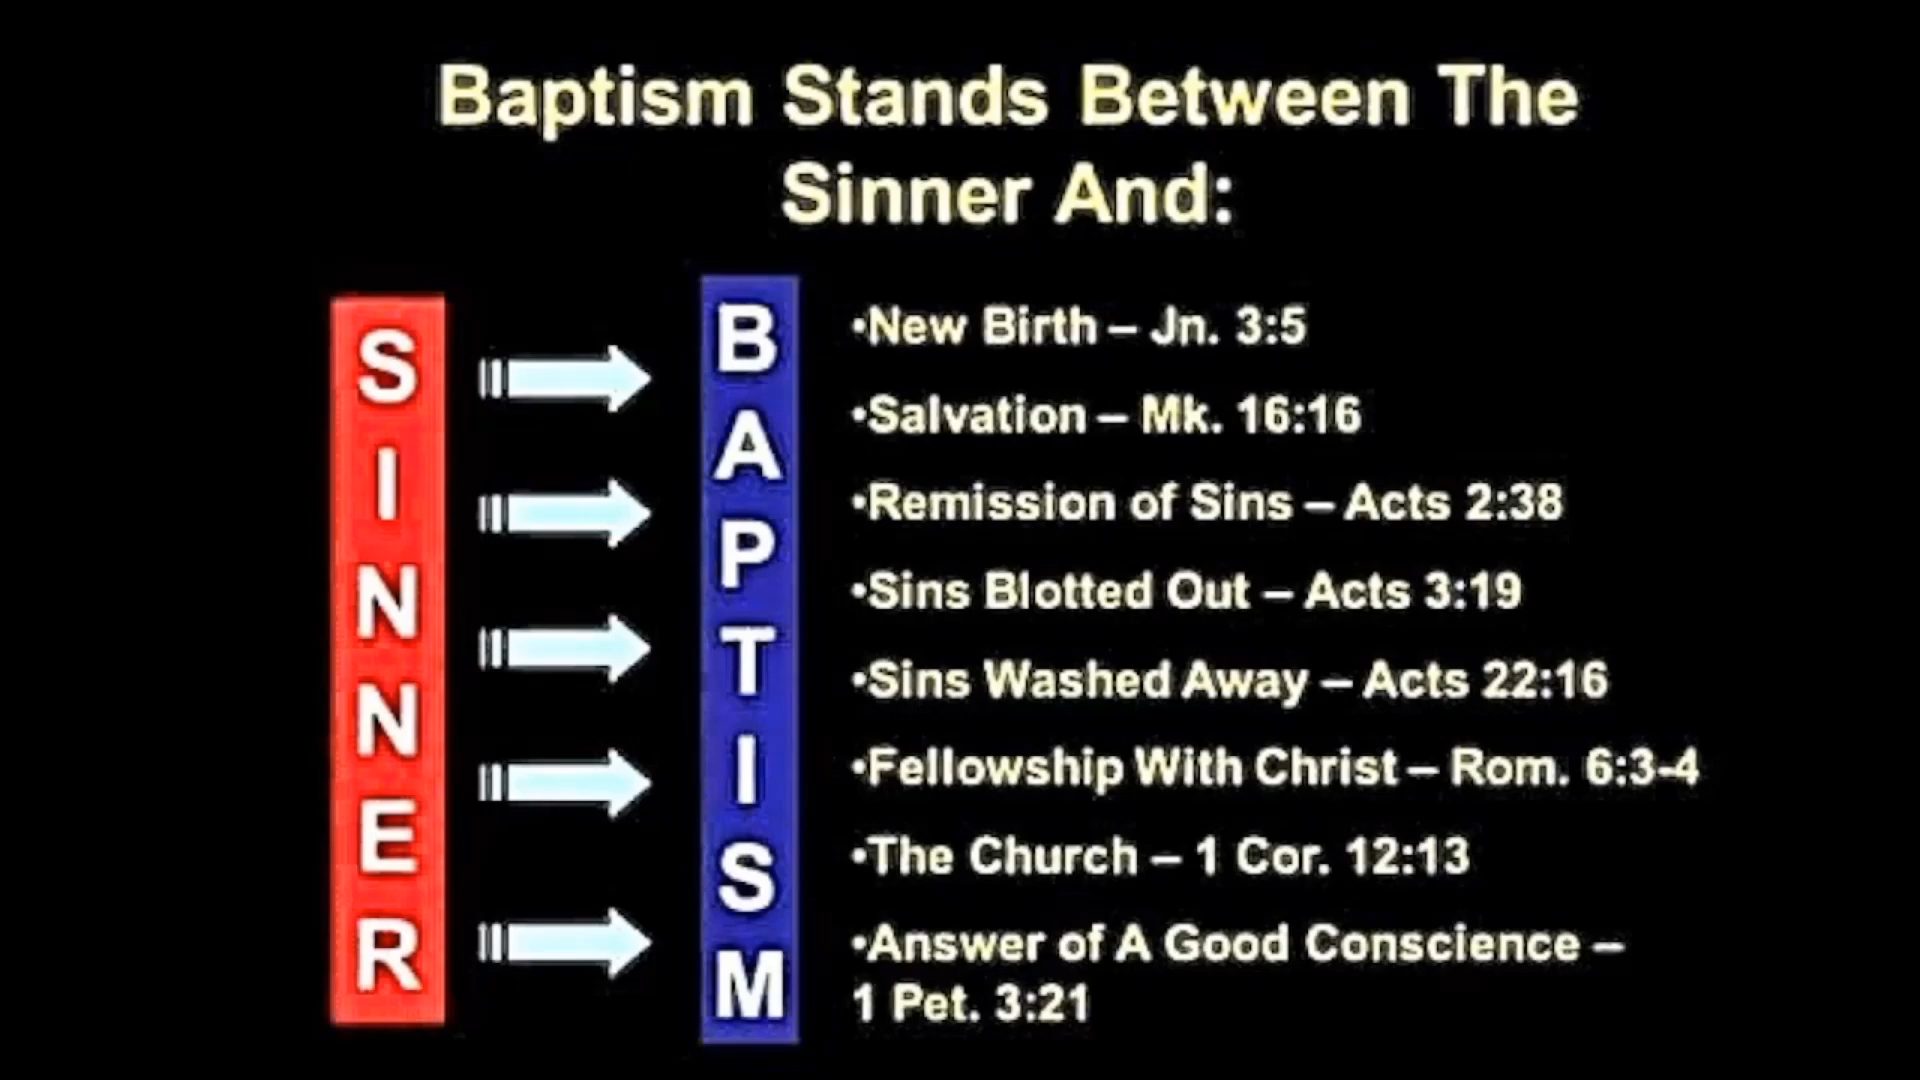 Baptism Stands Between The
Sinner And:
SINNER
BAPTISM
•New Birth – Jn. 3:5
•Salvation – Mk. 16:16
•Remission of Sins – Acts 2:38
•Sins Blotted Out – Acts 3:19
•Sins Washed Away – Acts 22:16
•Fellowship With Christ – Rom. 6:3-4
•The Church – 1 Cor. 12:13
•Answer of A Good Conscience –
1 Pet. 3:21